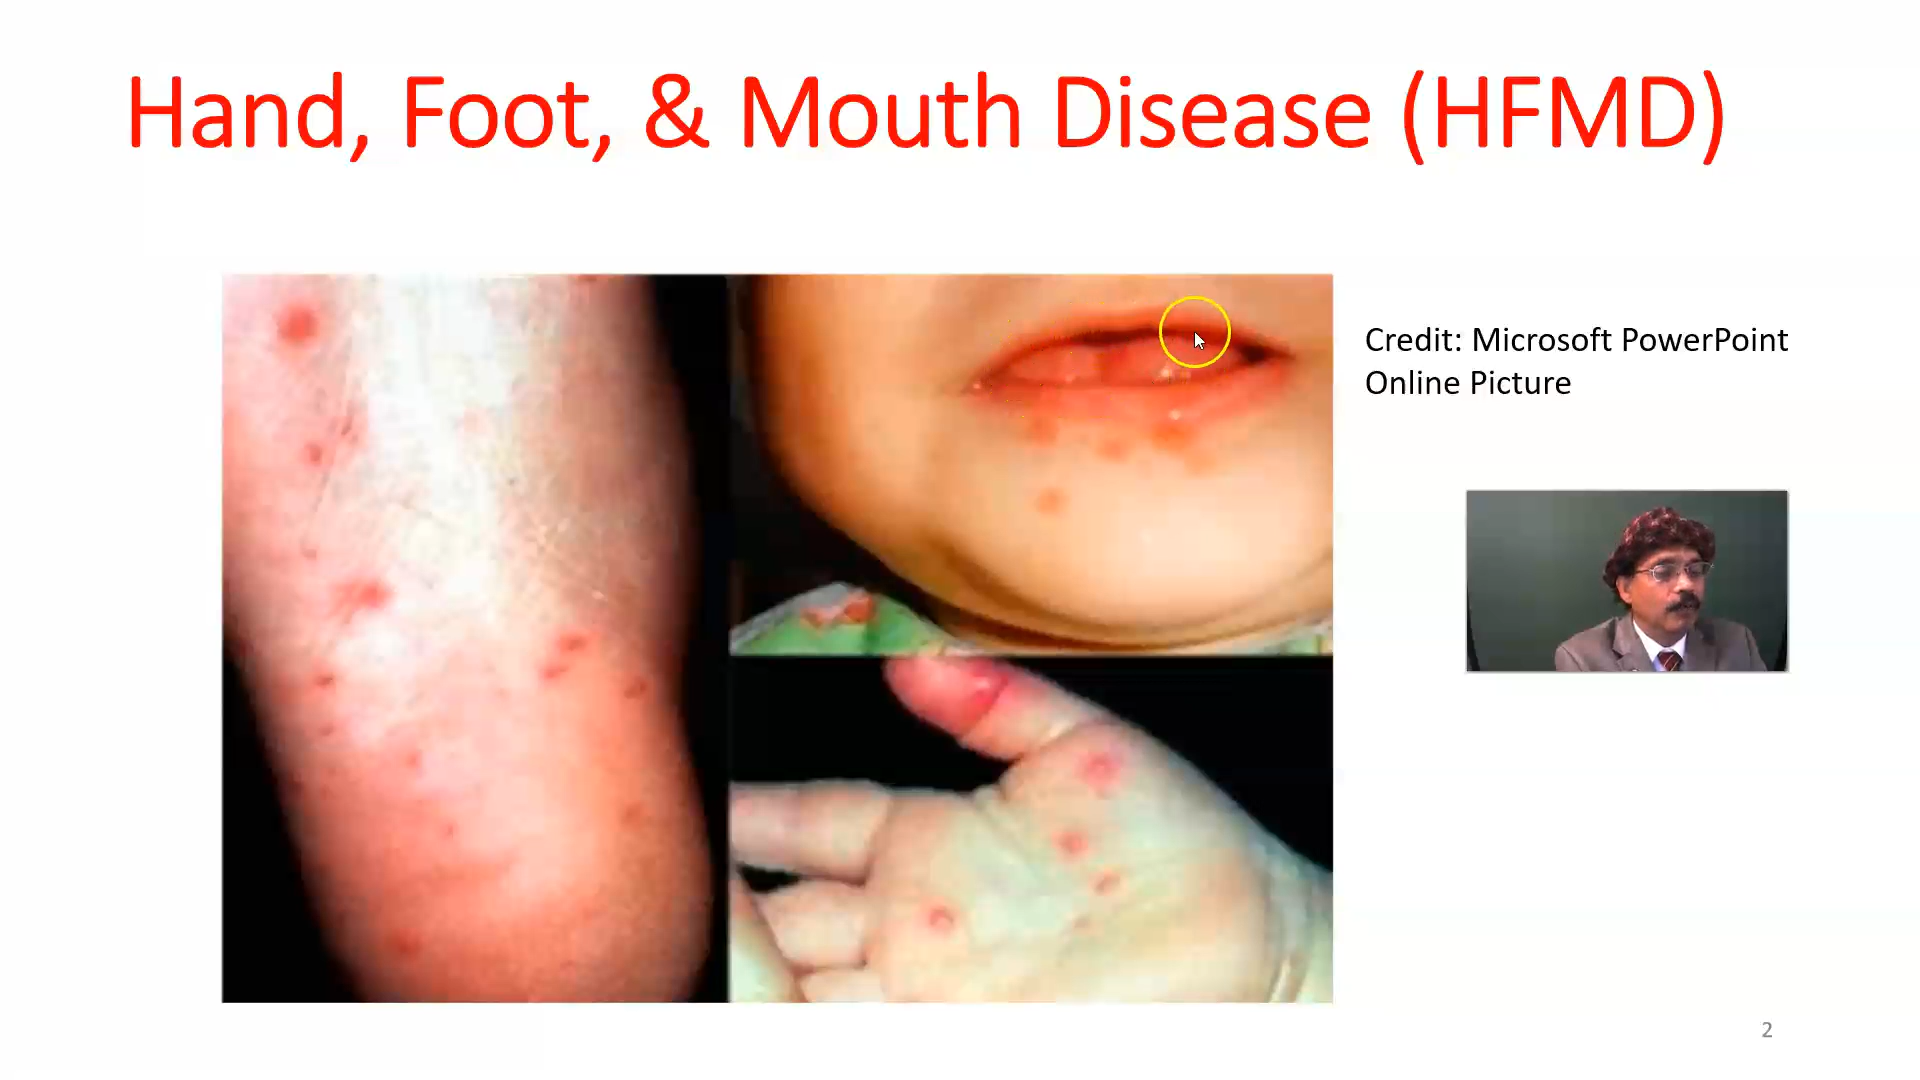 Hand, Foot, & Mouth Disease (HFMD)
Credit: Microsoft PowerPoint
Online Picture
2